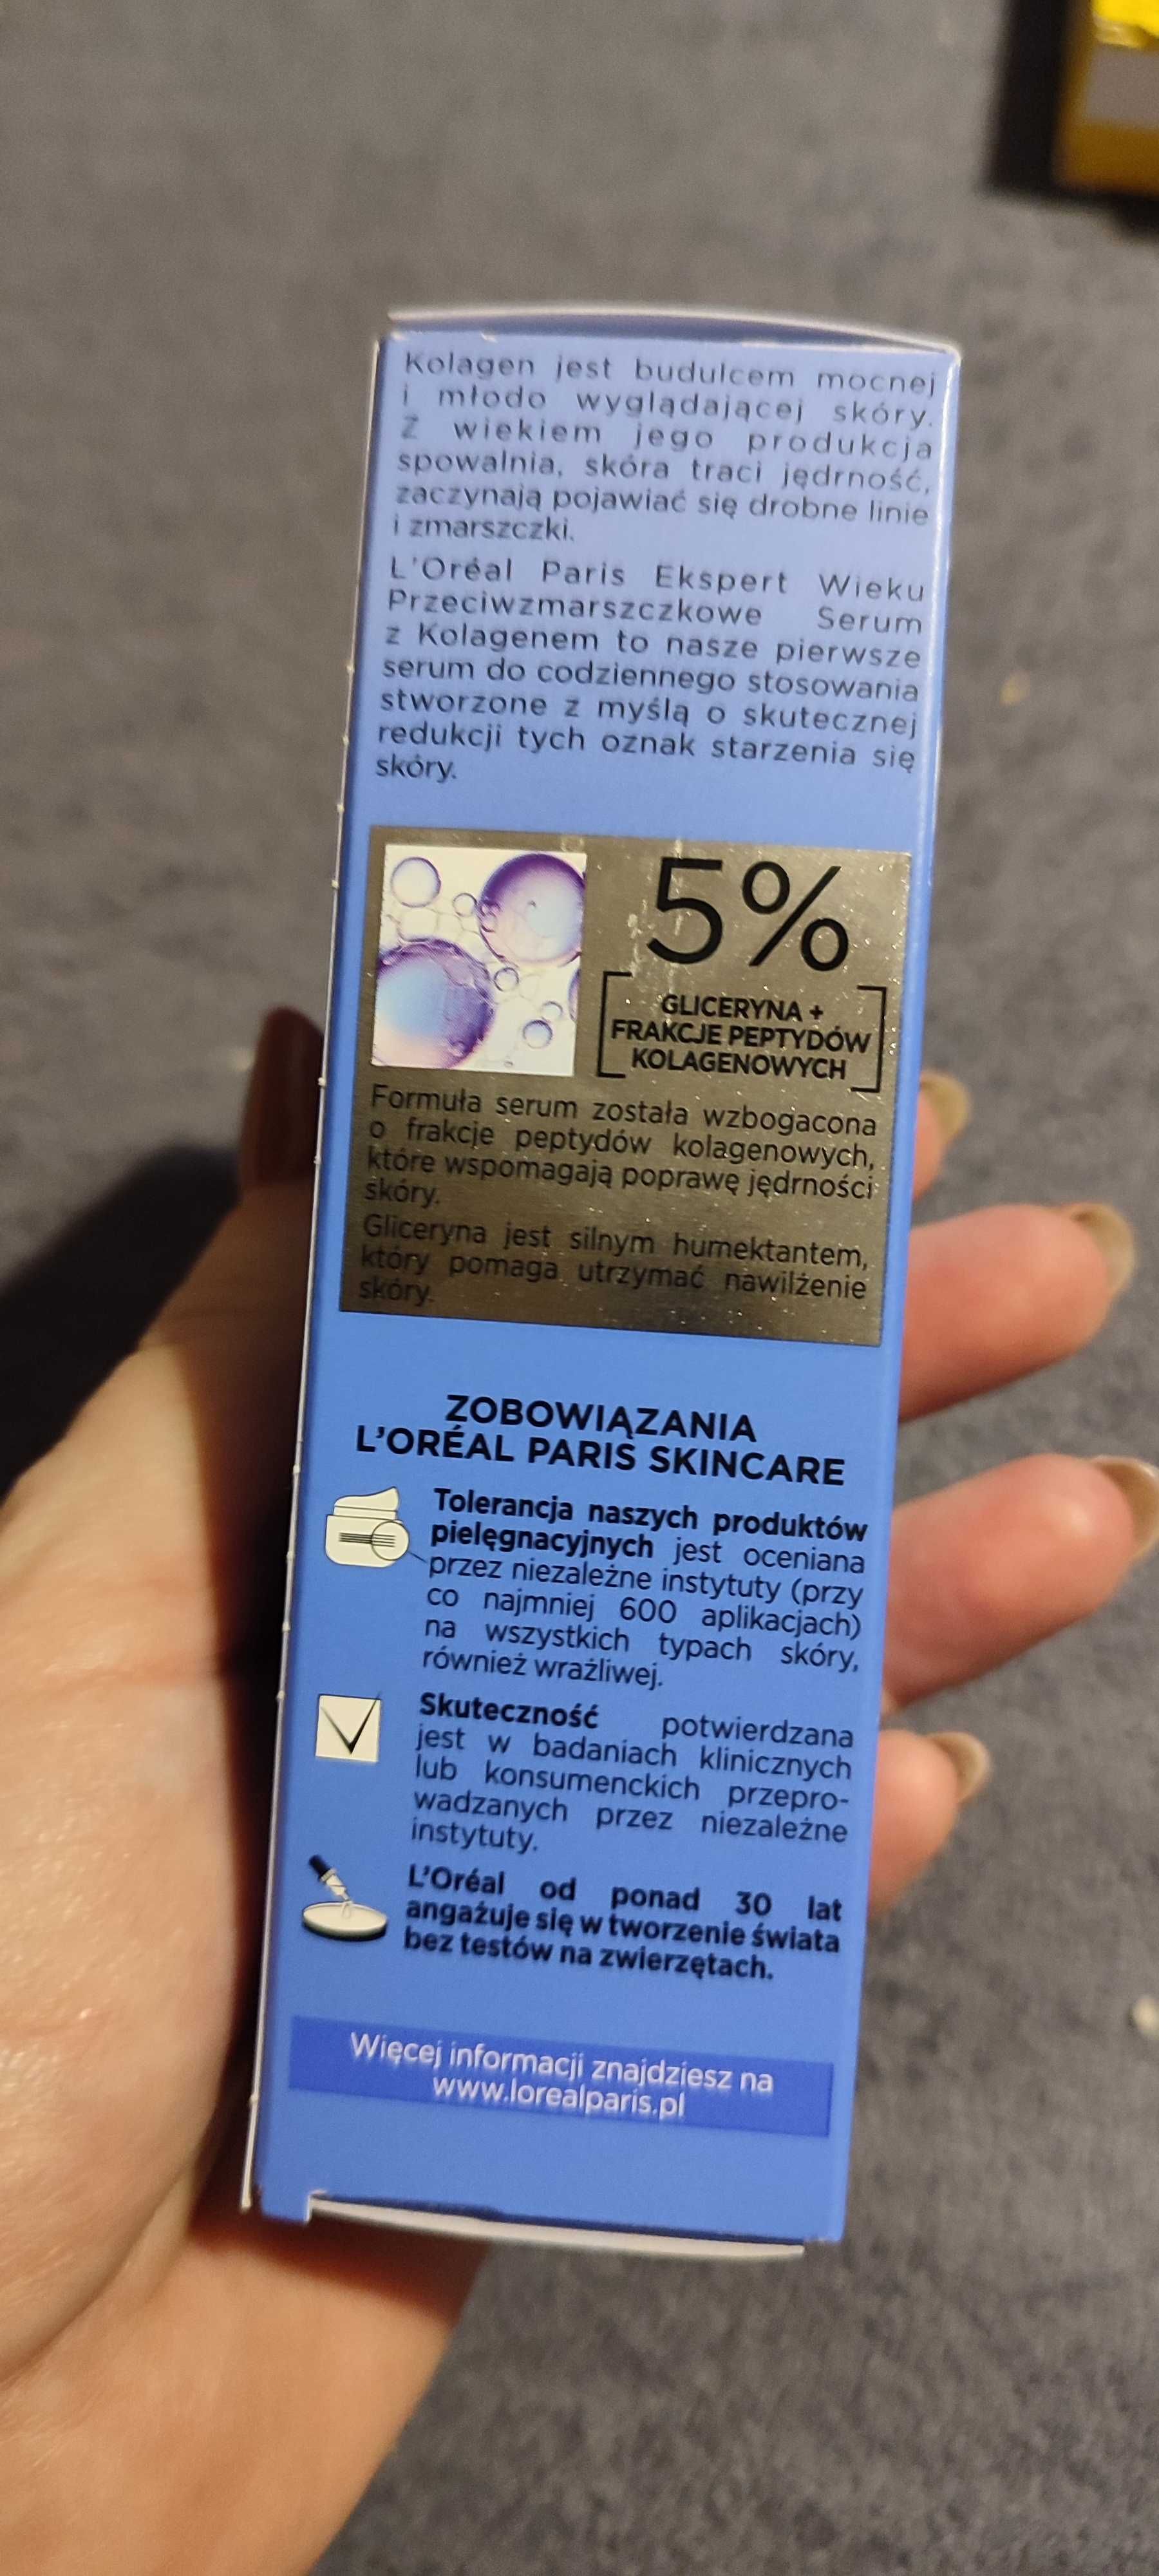 Kolagen jest budulcem mocnej
i młodo wyglądającej skóry.
Z wiekiem jego produkcja
spowalnia, skóra traci jędrność,
zaczynają pojawiać się drobne linie
i zmarszczki.
L'Oréal Paris Ekspert Wieku
Przeciwzmarszczkowe Serum
z Kolagenem to nasze pierwsze
serum do codziennego stosowania
stworzone z myślą o skutecznej
redukcji tych oznak starzenia się
skóry.
5%
GLICERYNA +
FRAKCJE PEPTYDÓW
KOLAGENOWYCH
Formuła serum została wzbogacona
o frakcje peptydów kolagenowych,
które wspomagają poprawę jędrności
skóry.
Gliceryna jest silnym humektantem,
który pomaga utrzymać nawilżenie
skóry.
ZOBOWIĄZANIA
L'ORÉAL PARIS SKINCARE
Tolerancja naszych produktów
pielęgnacyjnych jest oceniana
przez niezależne instytuty (przy
co najmniej 600 aplikacjach)
na wszystkich typach skóry,
również wrażliwej.
Skuteczność potwierdzana
jest w badaniach klinicznych
lub konsumenckich przepro-
wadzanych przez niezależne
instytuty.
L'Oréal od ponad 30 lat
angażuje się w tworzenie świata
bez testów na zwierzętach.
Więcej informacji znajdziesz na
www.lorealparis.pl